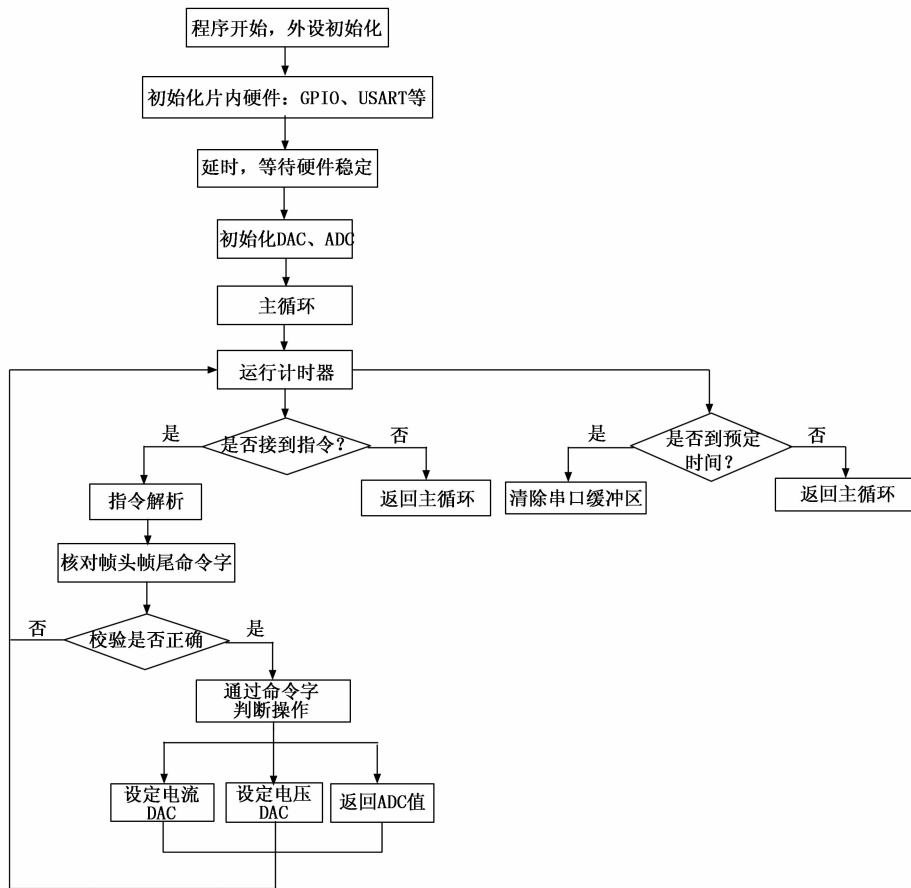 程序开始，外设初始化
初始化片内硬件：GPIO、USART等
延时，等待硬件稳定
初始化DAC、ADC
主循环
运行计时器
是否接到指令？
是
否
是否到预定
时间？
是
否
指令解析
返回主循环
清除串口缓冲区
返回主循环
核对帧头帧尾命令字
校验是否正确
否
是
通过命令字
判断操作
设定电流
DAC
设定电压
DAC
返回ADC值